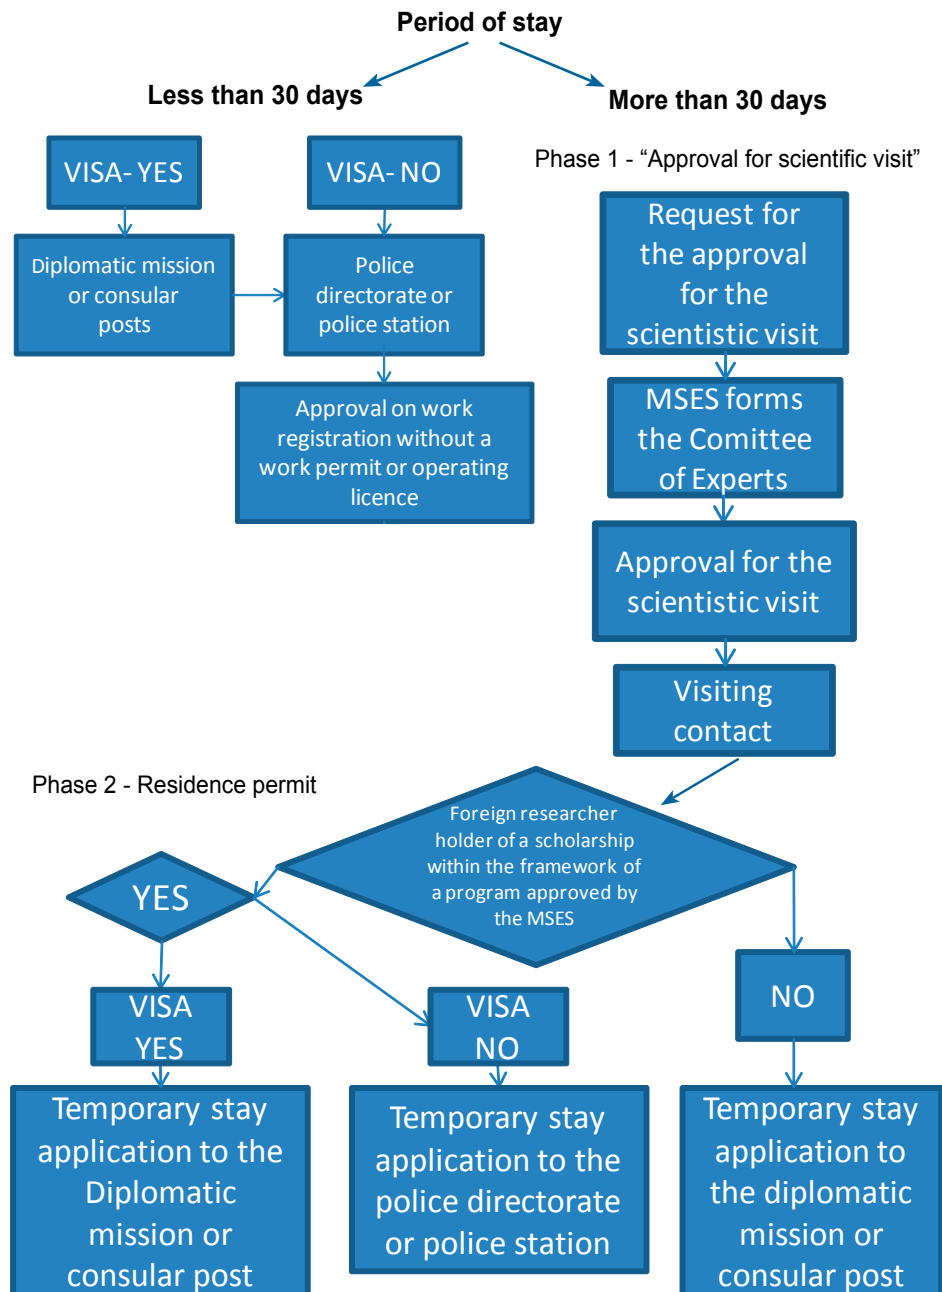 Period of stay
Less than 30 days
More than 30 days
VISA- YES
VISA- NO
Diplomatic mission
or consular
posts
Police
directorate or
police station
Approval on work
registration without a
work permit or operating
licence
Phase 1 - “Approval for scientific visit”
Request for
the approval
for the
scientistic visit
MSES forms
the Comittee
of Experts
Approval for the
scientistic visit
Visiting
contact
Phase 2 - Residence permit
Foreign researcher
holder of a scholarship
within the framework of
a program approved by
the MSES
YES
VISA
YES
VISA
NO
NO
Temporary stay
application to the
Diplomatic
mission or
consular post
Temporary stay
application to the
police directorate
or police station
Temporary stay
application to
the diplomatic
mission or
consular post